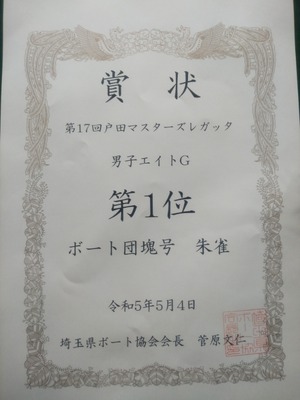 賞状
第17回戸田マスターズレガッタ
男子エイトG
第1位
ボート団塊号 朱雀
令和5年5月4日
埼玉県ボート協会会長 菅原文仁